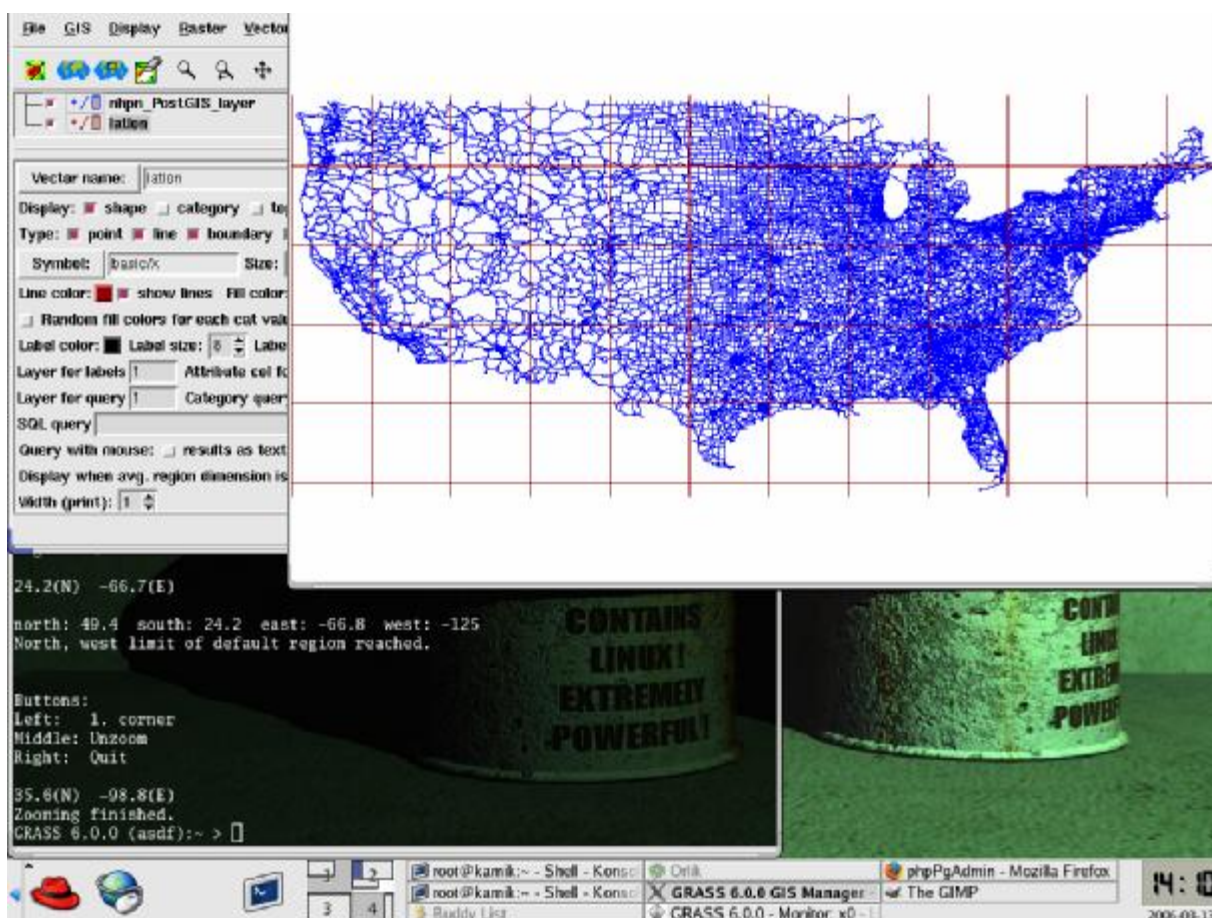 File GIS Display Raster Vector
nhpn_PostGIS_layer
lation
Vector name: lation
Display: shape category
Type: point line boundary
Symbol: basic/x Size:
Line color: show lines Fill color:
Random fill colors for each cat
Label color: Label size: 8
Layer for labels 1 Attribute col
Layer for query 1 Category
SQL query
Query with mouse: results as text
Display when avg. region dimension is
Width (print): 1
24.2(N) -66.7(E)
north: 49.4 south: 24.2 east: -66.8 west: -125
North, west limit of default region reached.
Buttons:
Left: 1. corner
Middle: Unzoom
Right: Quit
35.6(N) -98.8(E)
Zooming finished.
GRASS 6.0.0 (asdf):~ >
CONTAINS
LINUX!
EXTREMELY
POWERFUL!
1 2
3 4
root@kamik:~ - Shell - Kons
root@kamik:~ - Shell - Kons
Buddy List
Orlik
GRASS 6.0.0 GIS Manager
GRASS 6.0.0 - Monitor: x0 -
phpPgAdmin - Mozilla Firefox
The GIMP
14:10